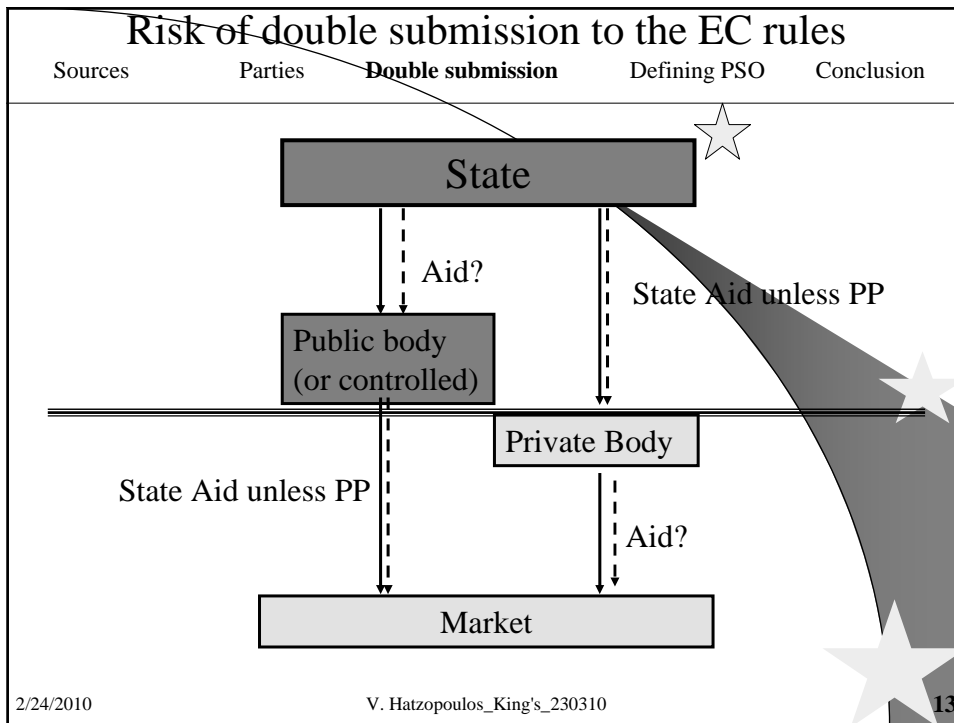 Risk of double submission to the EC rules
Sources Parties Double submission Defining PSO Conclusion
State
Aid?
State Aid unless PP
Public body
(or controlled)
Private Body
State Aid unless PP
Aid?
Market
2/24/2010 V. Hatzopoulos_King's_230310 13